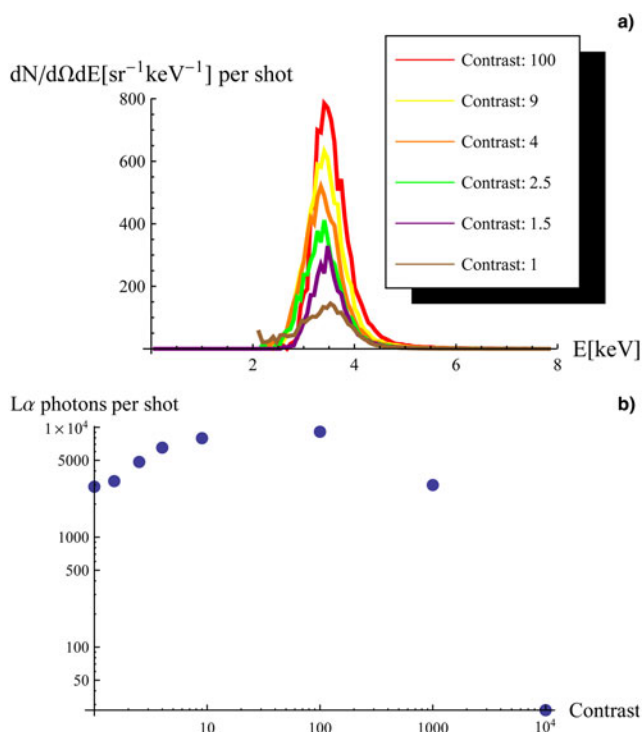 a)
dN/dΩdE[sr⁻¹keV⁻¹] per shot
Contrast: 100
Contrast: 9
Contrast: 4
Contrast: 2.5
Contrast: 1.5
Contrast: 1
800
600
400
200
2 4 6 8
E[keV]
b)
Lα photons per shot
1×10⁴
5000
1000
500
100
50
10 100 1000 10⁴
Contrast